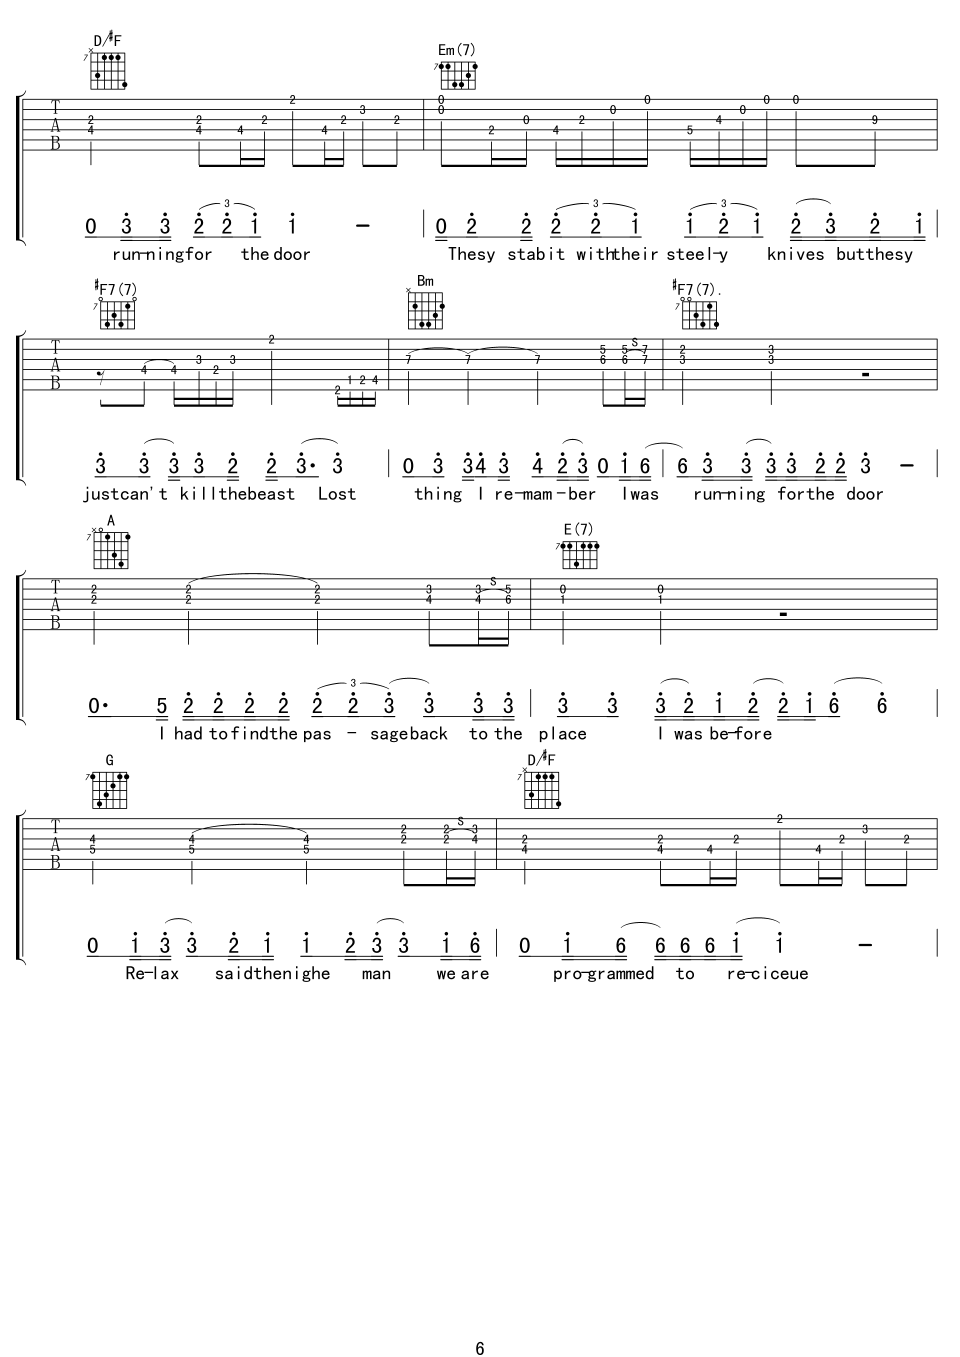 D/#F Em(7)
0 3 3 2 2 1 1 – 0 2 2 2 2 1 1 2 1 2 3 2 1
run-ningfor the door Thesy stabit withtheir steel-y knives butthesy
#F7(7) Bm #F7(7).
3 3 3 3 2 2 3· 3 0 3 3 4 3 4 2 3 0 1 6 6 3 3 3 3 2 2 3 –
justcan't killthebeast Lost thing I re-mam-ber Iwas run-ning forthe door
A E(7)
0· 5 2 2 2 2 2 2 3 3 3 3 3 3 3 2 1 2 2 1 6 6
I had tofindthe pas - sageback to the place I was be-fore
G D/#F
0 1 3 3 2 1 1 2 3 3 1 6 0 1 6 6 6 6 1 1 –
Re-lax saidthenighe man we are pro-grammed to re-ciceue
6